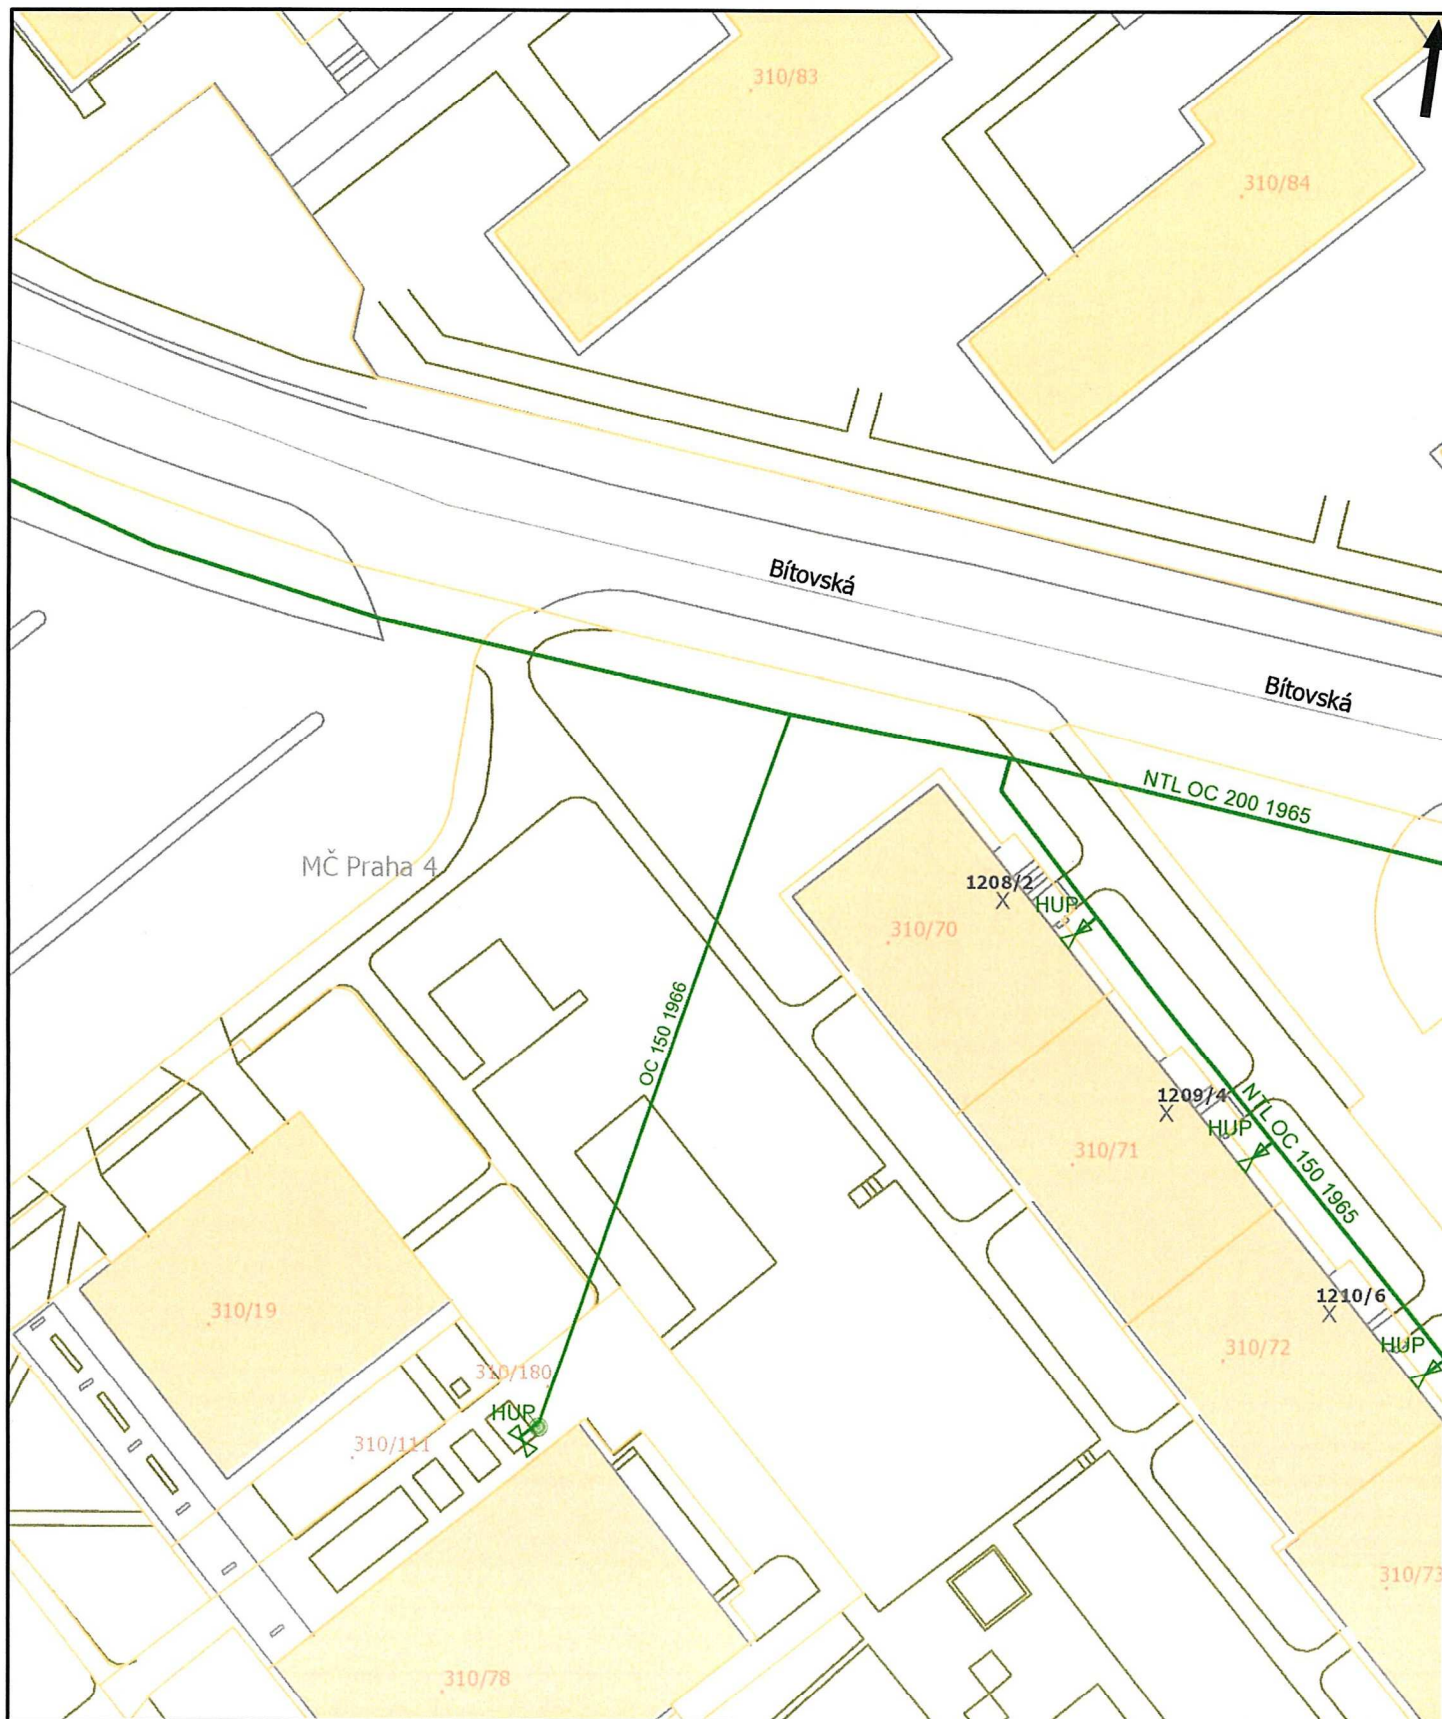 310/83
310/84
Bítovská
Bítovská
NTL OC 200 1965
MČ Praha 4
1208/2
HUP
310/70
OC 150 1966
1209/4
HUP
NTL OC 150 1965
310/71
1210/6
310/19
HUP
310/72
310/180
HUP
310/111
310/73
310/78